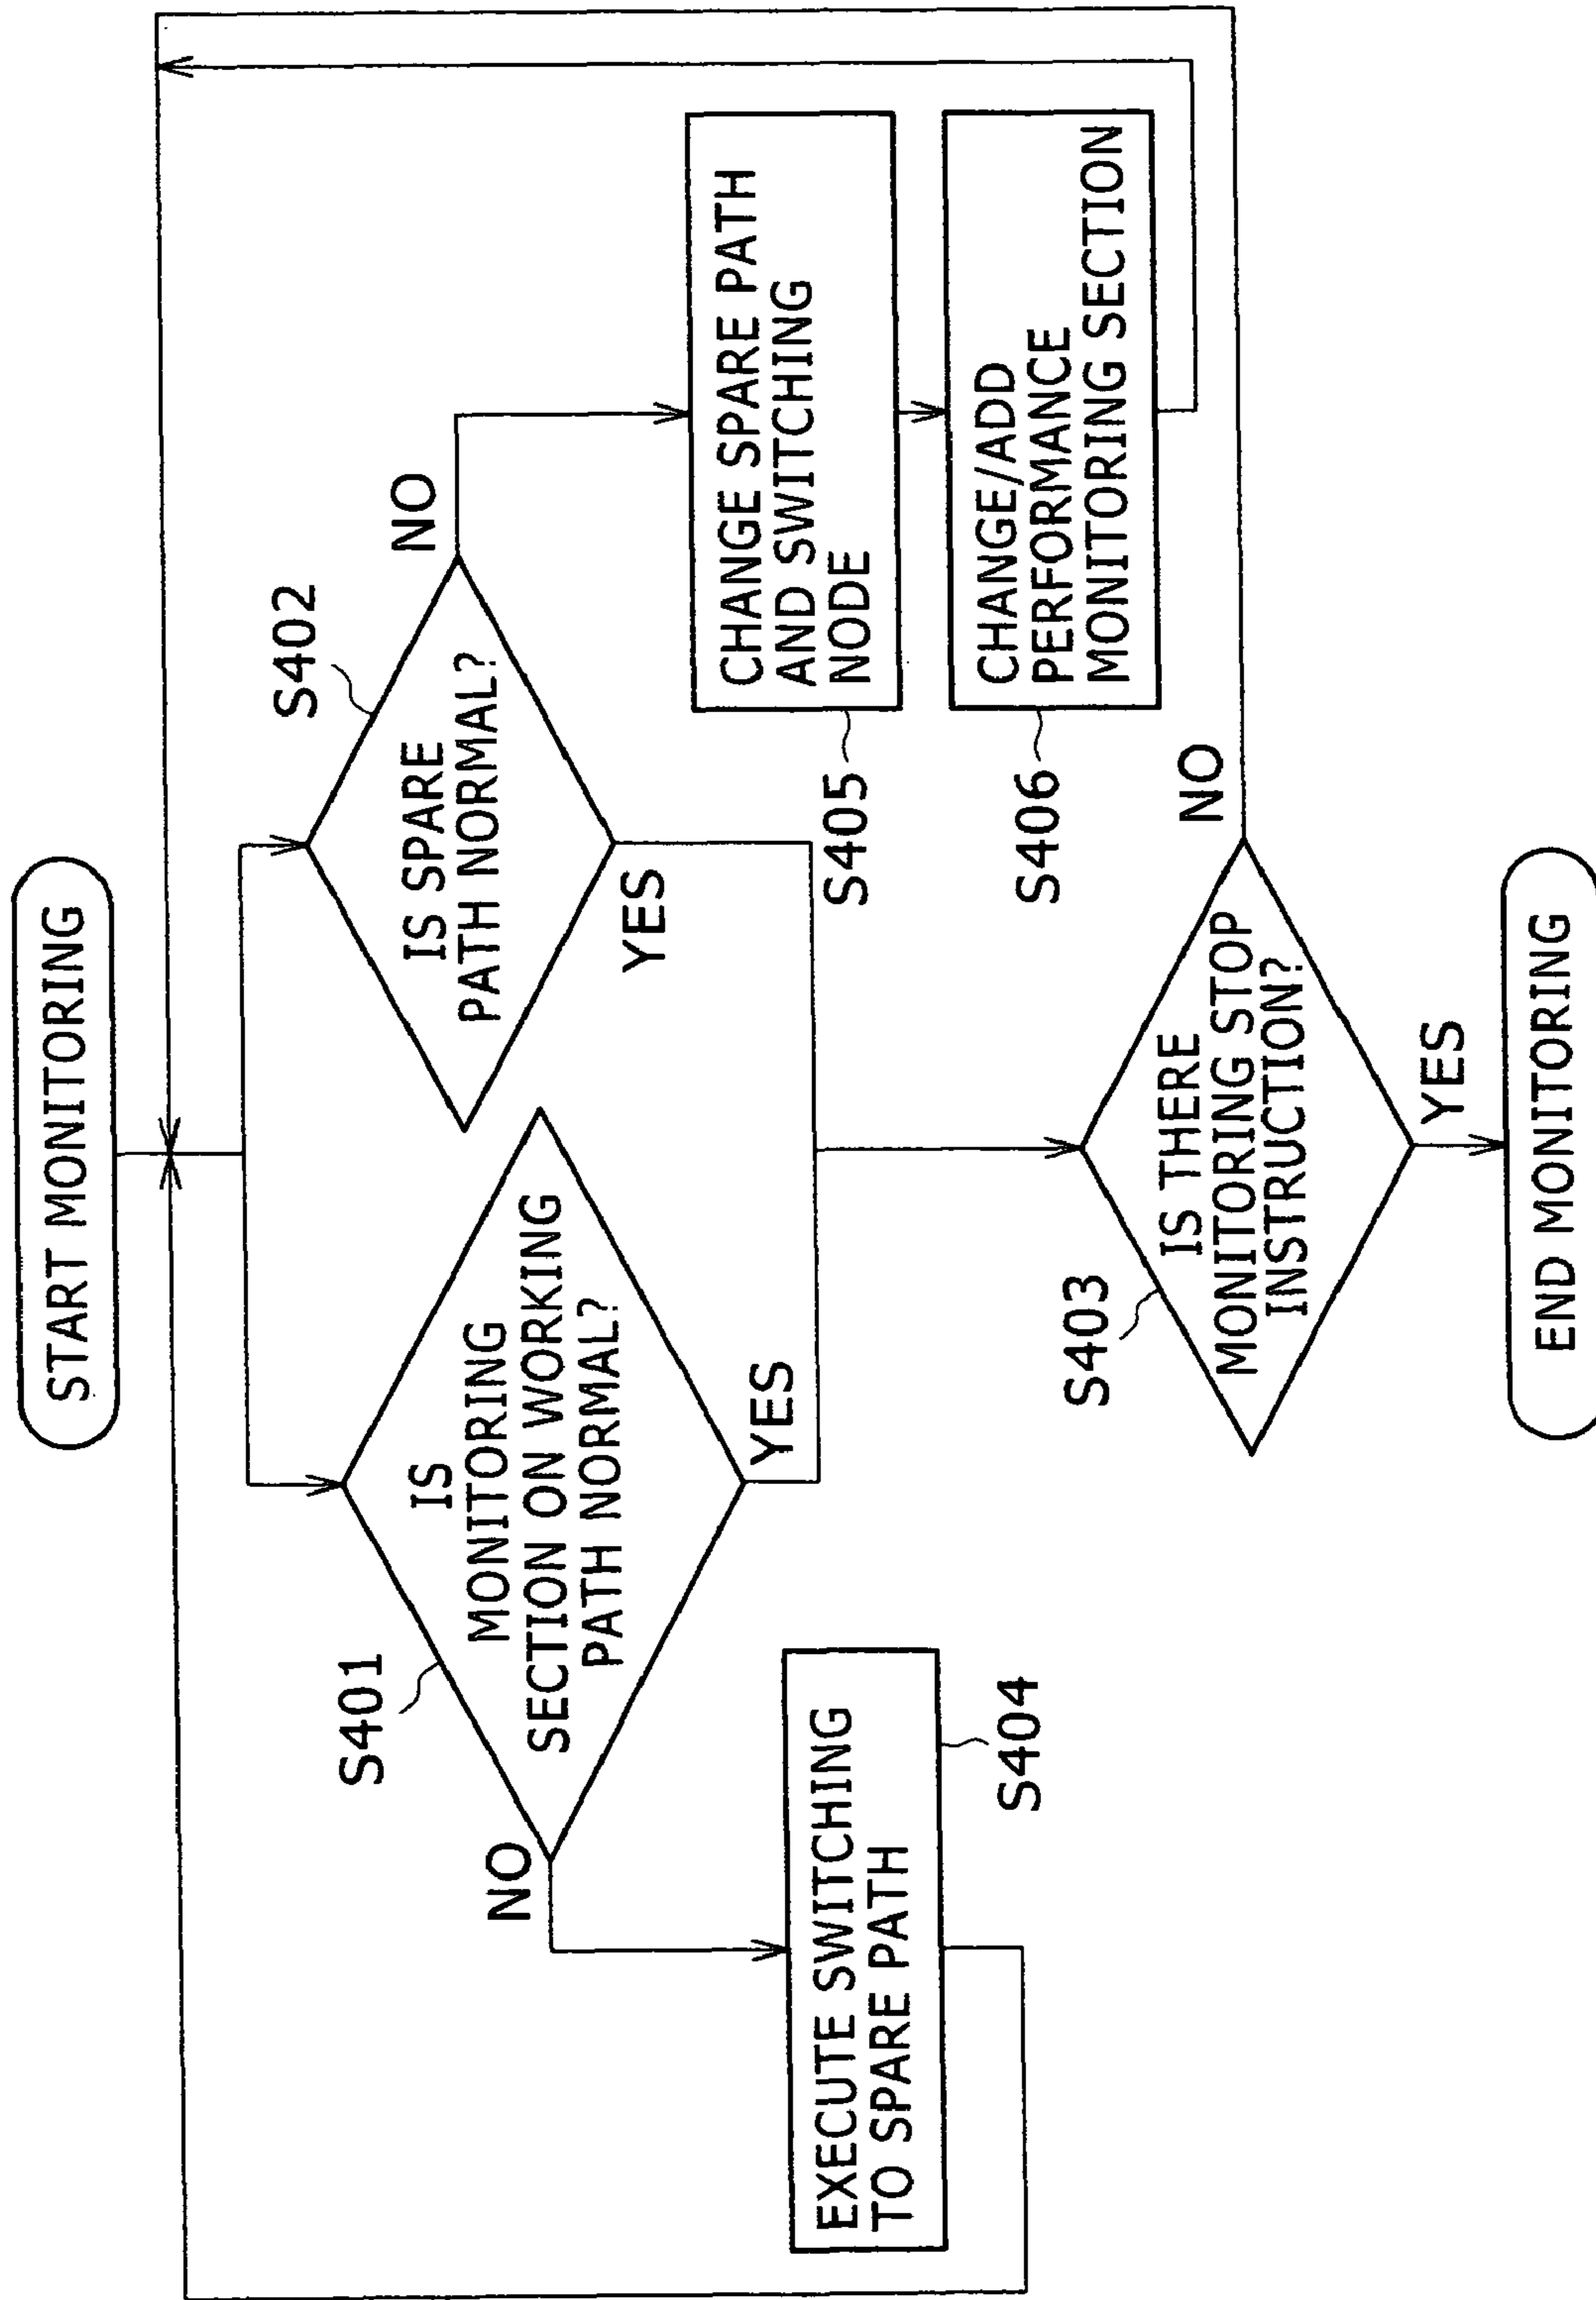 START MONITORING
S401
IS
MONITORING
SECTION ON WORKING
PATH NORMAL?
NO
YES
S402
IS SPARE
PATH NORMAL?
NO
YES
EXECUTE SWITCHING
TO SPARE PATH
S404
CHANGE SPARE PATH
AND SWITCHING
NODE
S405
CHANGE/ADD
PERFORMANCE
MONITORING SECTION
S406
S403
IS THERE
MONITORING STOP
INSTRUCTION?
NO
YES
END MONITORING